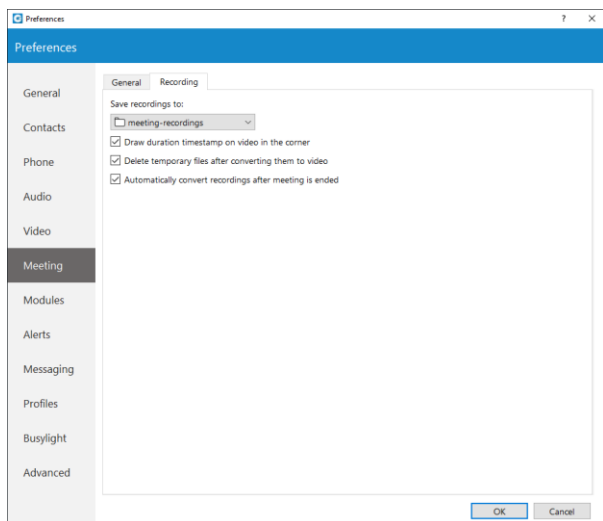 Preferences
Preferences
General
Contacts
Phone
Audio
Video
Meeting
Modules
Alerts
Messaging
Profiles
Busylight
Advanced
General Recording
Save recordings to:
meeting-recordings
Draw duration timestamp on video in the corner
Delete temporary files after converting them to video
Automatically convert recordings after meeting is ended
OK Cancel